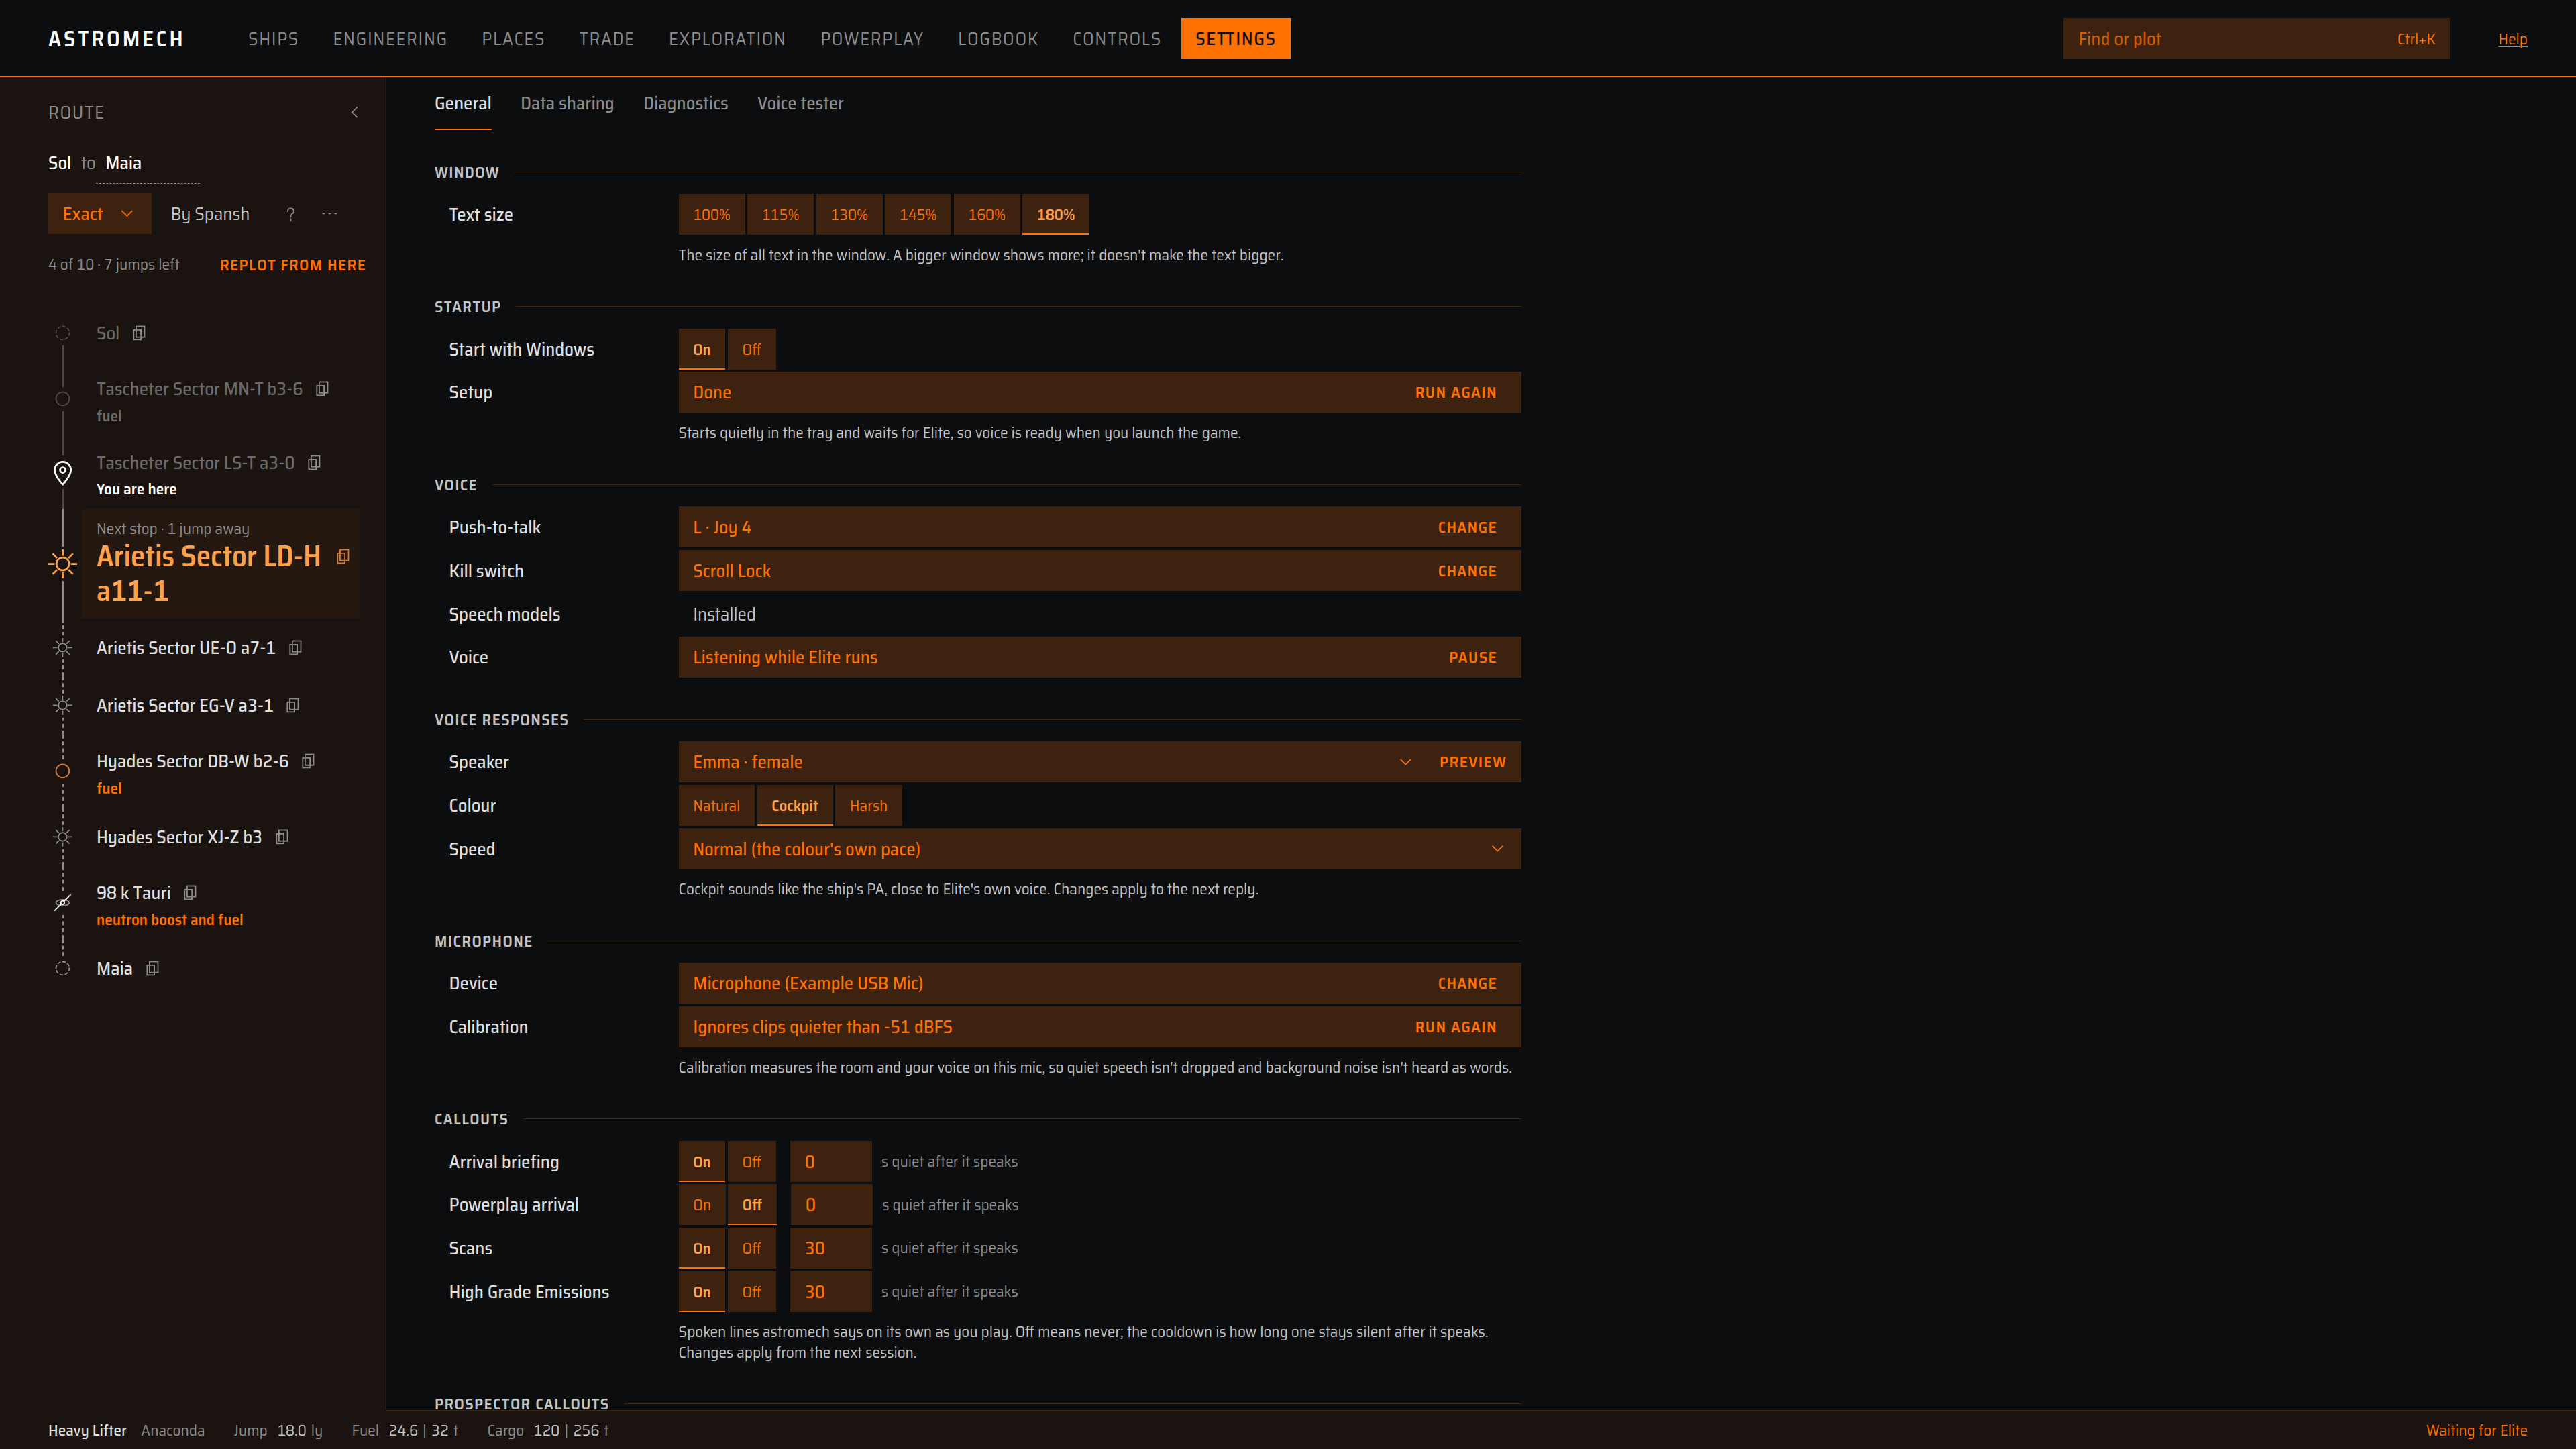 ASTROMECH SHIPS ENGINEERING PLACES TRADE EXPLORATION POWERPLAY LOGBOOK CONTROLS SETTINGS Find or plot Ctrl+K Help
ROUTE
Sol to Maia
Exact By Spansh ? ···
4 of 10 · 7 jumps left REPLOT FROM HERE
Sol
Tascheter Sector MN-T b3-6
fuel
Tascheter Sector LS-T a3-0
You are here
Next stop · 1 jump away
Arietis Sector LD-H
a11-1
Arietis Sector UE-O a7-1
Arietis Sector EG-V a3-1
Hyades Sector DB-W b2-6
fuel
Hyades Sector XJ-Z b3
98 k Tauri
neutron boost and fuel
Maia
General Data sharing Diagnostics Voice tester
WINDOW
Text size 100% 115% 130% 145% 160% 180%
The size of all text in the window. A bigger window shows more; it doesn't make the text bigger.
STARTUP
Start with Windows On Off
Setup Done RUN AGAIN
Starts quietly in the tray and waits for Elite, so voice is ready when you launch the game.
VOICE
Push-to-talk L · Joy 4 CHANGE
Kill switch Scroll Lock CHANGE
Speech models Installed
Voice Listening while Elite runs PAUSE
VOICE RESPONSES
Speaker Emma · female PREVIEW
Colour Natural Cockpit Harsh
Speed Normal (the colour's own pace)
Cockpit sounds like the ship's PA, close to Elite's own voice. Changes apply to the next reply.
MICROPHONE
Device Microphone (Example USB Mic) CHANGE
Calibration Ignores clips quieter than -51 dBFS RUN AGAIN
Calibration measures the room and your voice on this mic, so quiet speech isn't dropped and background noise isn't heard as words.
CALLOUTS
Arrival briefing On Off 0 s quiet after it speaks
Powerplay arrival On Off 0 s quiet after it speaks
Scans On Off 30 s quiet after it speaks
High Grade Emissions On Off 30 s quiet after it speaks
Spoken lines astromech says on its own as you play. Off means never; the cooldown is how long one stays silent after it speaks.
Changes apply from the next session.
PROSPECTOR CALLOUTS
Heavy Lifter Anaconda Jump 18.0 ly Fuel 24.6 | 32 t Cargo 120 | 256 t Waiting for Elite